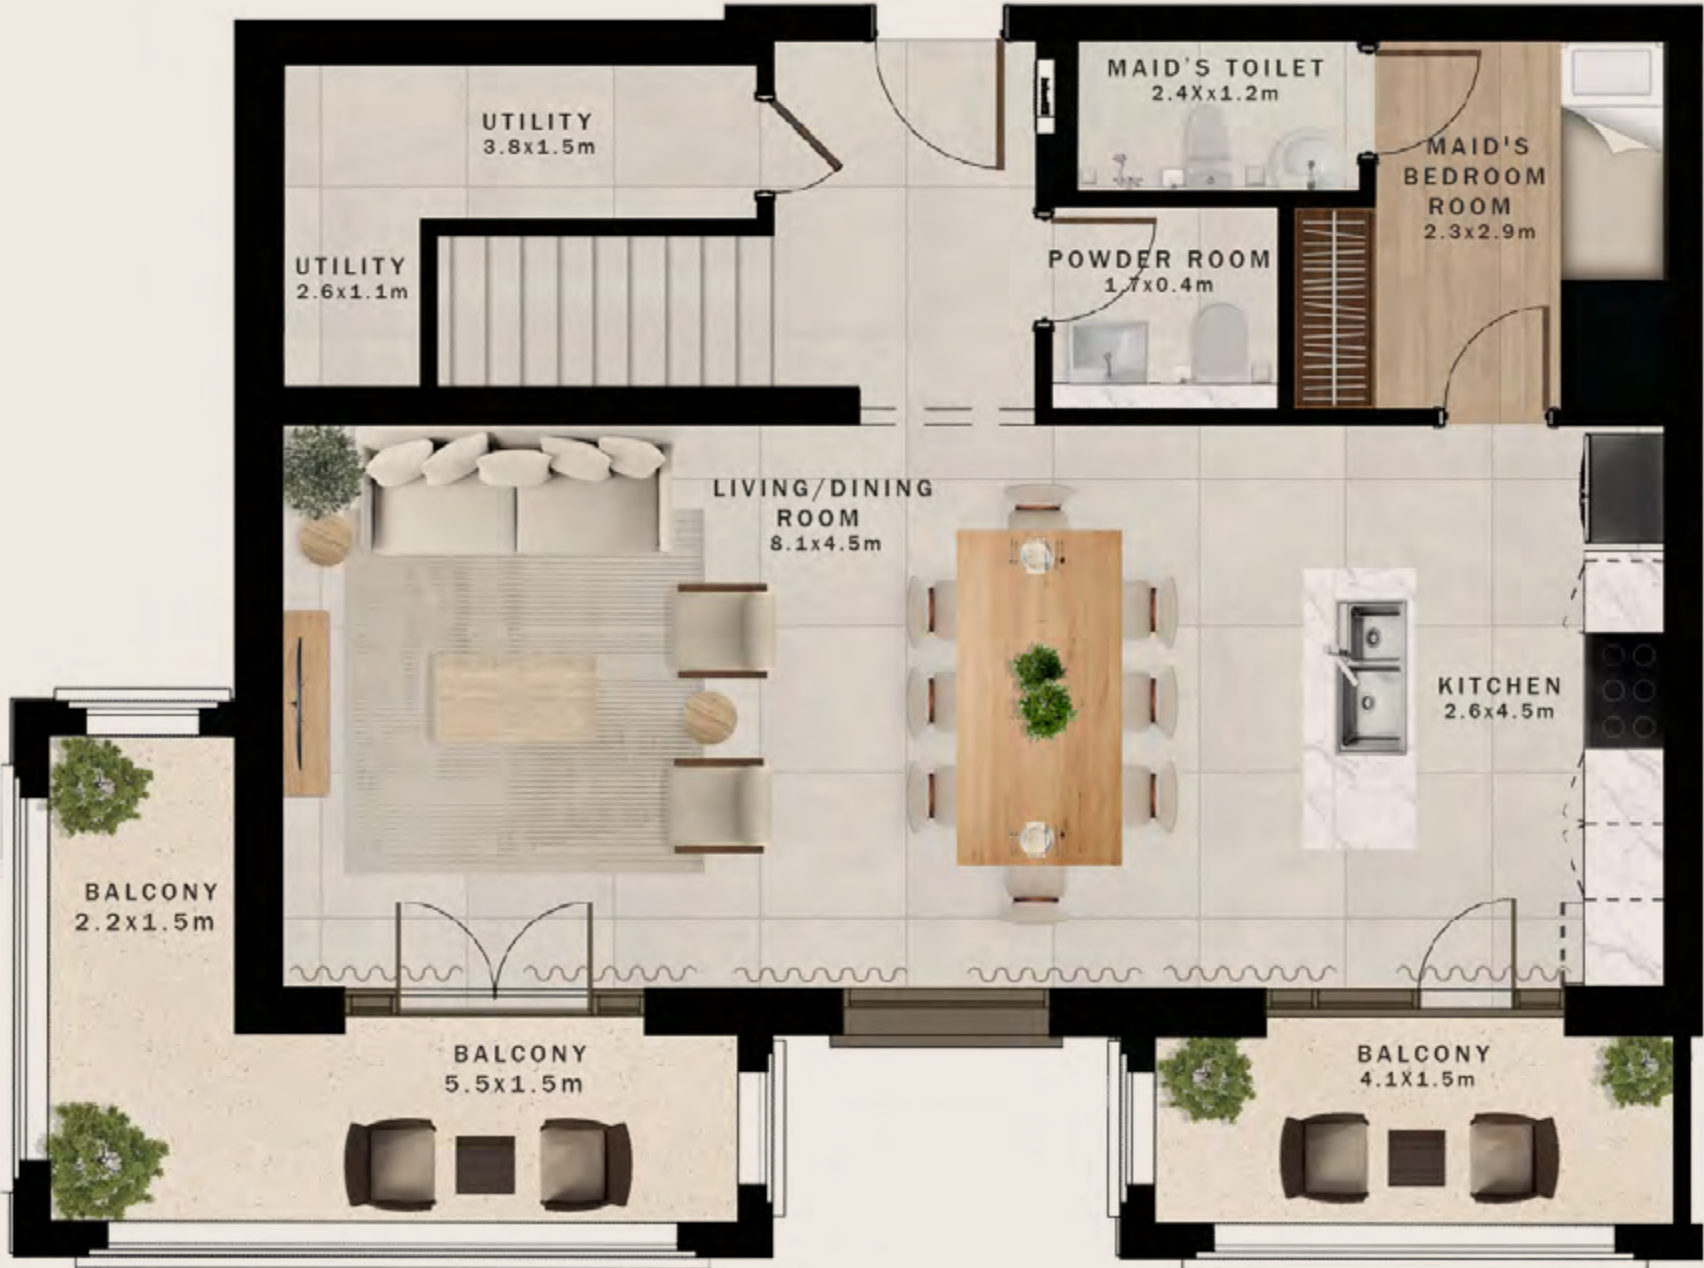 MAID'S TOILET
2.4Xx1.2m
UTILITY
3.8x1.5m
MAID'S
BEDROOM
ROOM
2.3x2.9m
UTILITY
2.6x1.1m
POWDER ROOM
1.7x0.4m
LIVING/DINING
ROOM
8.1x4.5m
KITCHEN
2.6x4.5m
BALCONY
2.2x1.5m
BALCONY
5.5x1.5m
BALCONY
4.1X1.5m